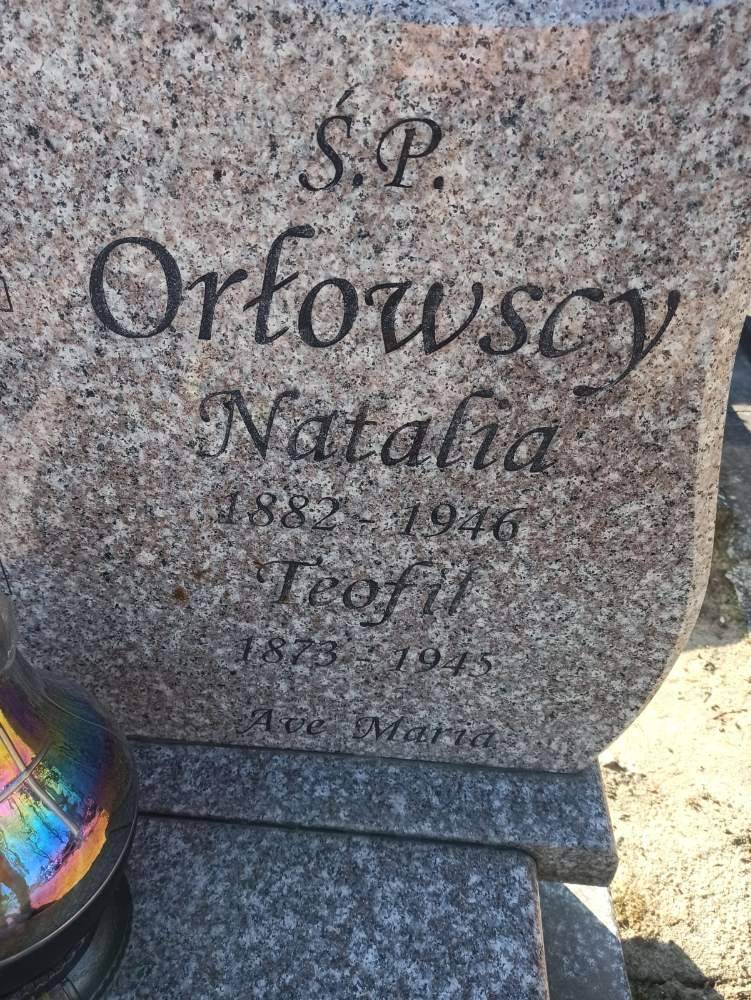 Ś.P.
Orłowscy
Natalia
1882 - 1946
Teofil
1873 - 1945
Ave Maria